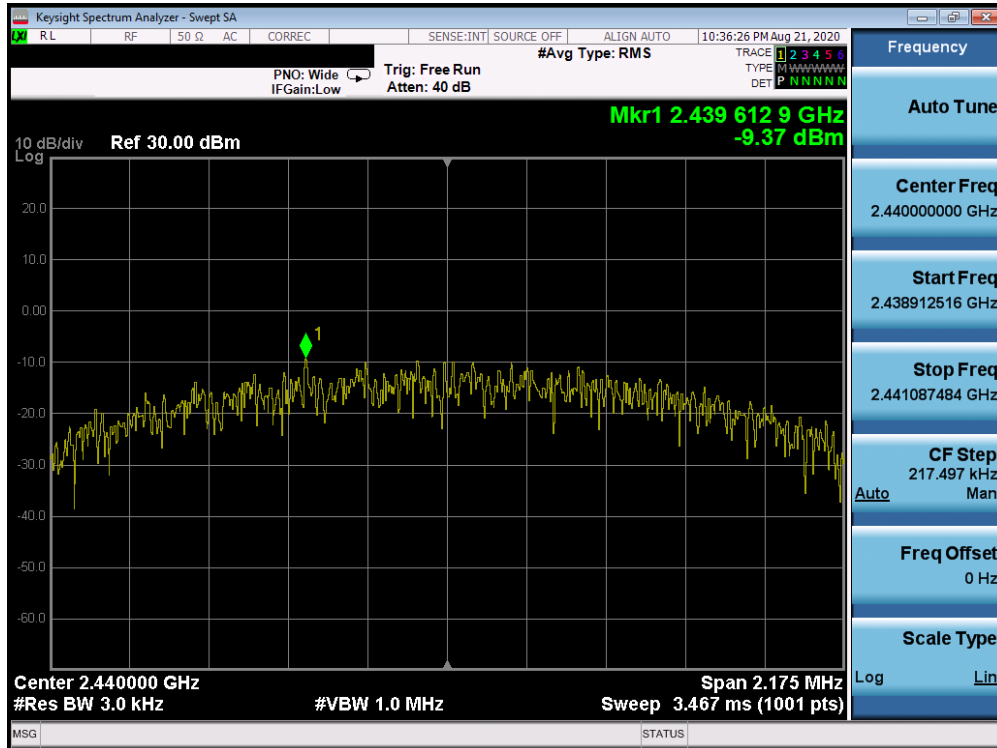 Keysight Spectrum Analyzer - Swept SA
LXI RL RF 50 Ω AC CORREC SENSE:INT SOURCE OFF ALIGN AUTO 10:36:26 PM Aug 21, 2020
Frequency
#Avg Type: RMS
TRACE 1 2 3 4 5 6
PNO: Wide Trig: Free Run
TYPE M WWWWW
IFGain:Low Atten: 40 dB
DET P N N N N N
Auto Tune
Mkr1 2.439 612 9 GHz
-9.37 dBm
10 dB/div Ref 30.00 dBm
Log
20.0
10.0
0.00
-10.0
-20.0
-30.0
-40.0
-50.0
-60.0
1
Center Freq
2.440000000 GHz
Start Freq
2.438912516 GHz
Stop Freq
2.441087484 GHz
CF Step
217.497 kHz
Auto Man
Freq Offset
0 Hz
Scale Type
Log Lin
Center 2.440000 GHz Span 2.175 MHz
#Res BW 3.0 kHz #VBW 1.0 MHz Sweep 3.467 ms (1001 pts)
MSG STATUS